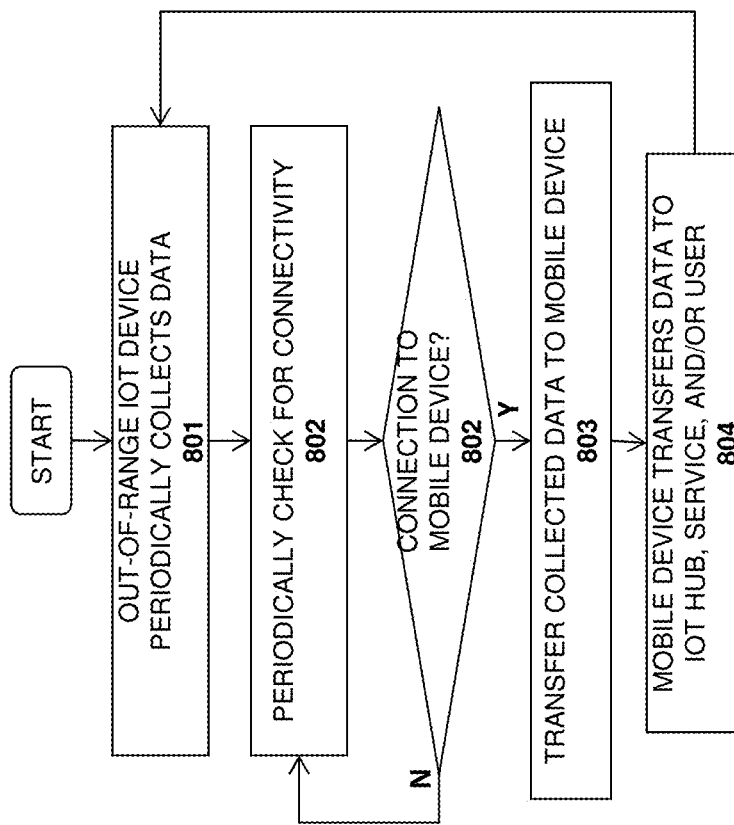 START
OUT-OF-RANGE IOT DEVICE
PERIODICALLY COLLECTS DATA
801
PERIODICALLY CHECK FOR CONNECTIVITY
802
CONNECTION TO
MOBILE DEVICE?
802
N
Y
TRANSFER COLLECTED DATA TO MOBILE DEVICE
803
MOBILE DEVICE TRANSFERS DATA TO
IOT HUB, SERVICE, AND/OR USER
804